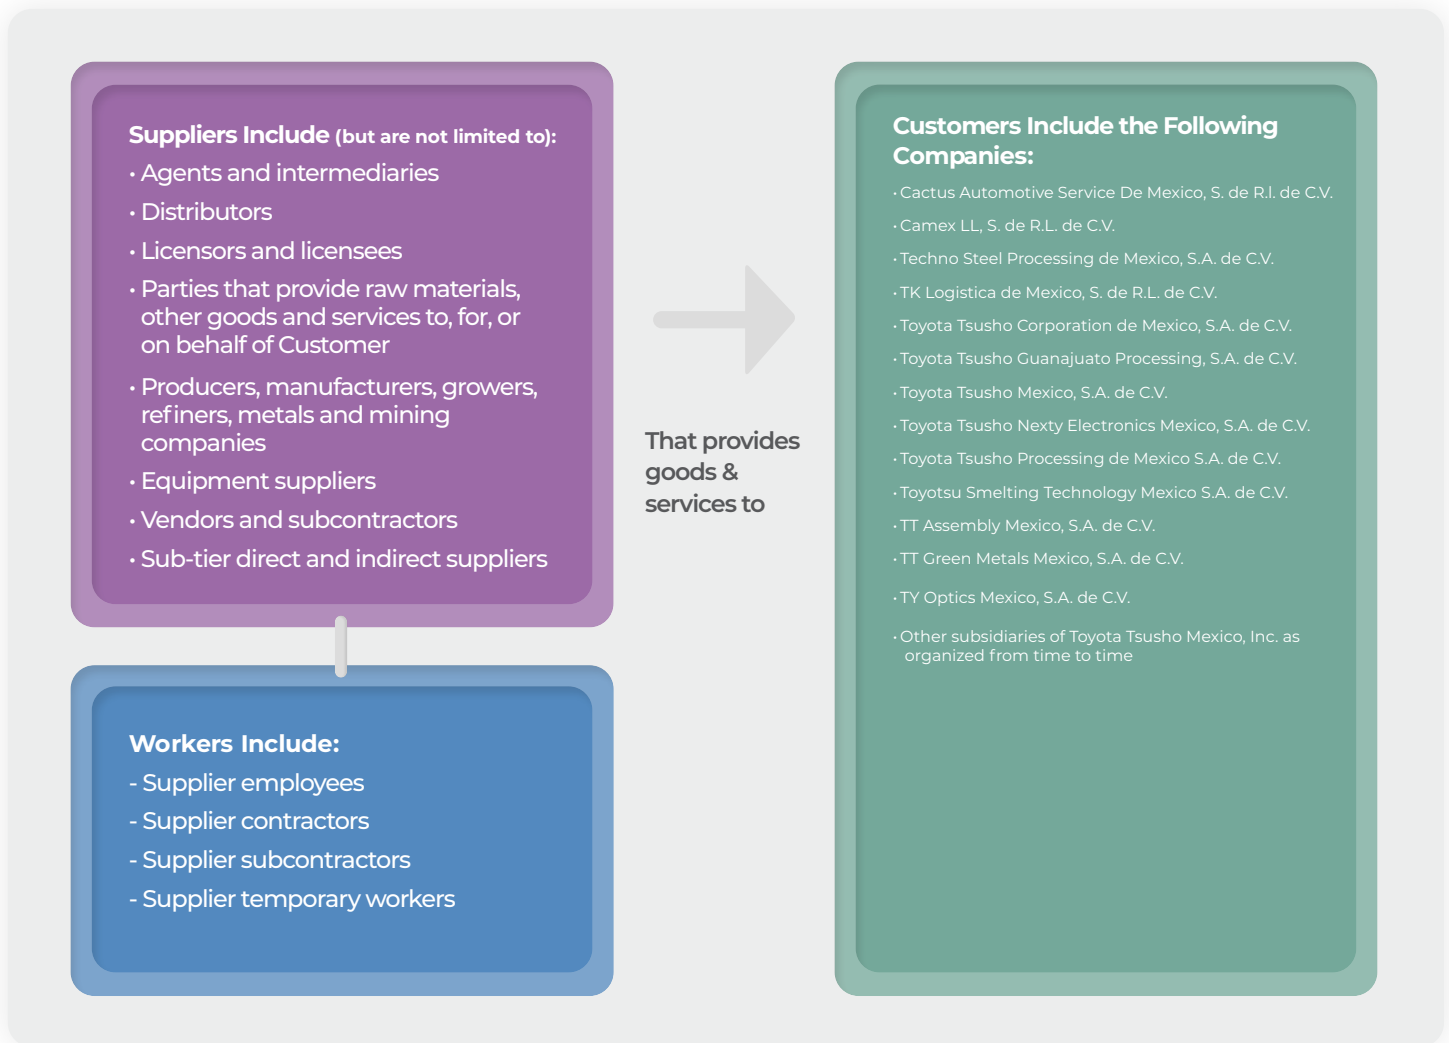 Suppliers Include (but are not limited to):
• Agents and intermediaries
• Distributors
• Licensors and licensees
• Parties that provide raw materials,
other goods and services to, for, or
on behalf of Customer
• Producers, manufacturers, growers,
refiners, metals and mining
companies
• Equipment suppliers
• Vendors and subcontractors
• Sub-tier direct and indirect suppliers
Workers Include:
- Supplier employees
- Supplier contractors
- Supplier subcontractors
- Supplier temporary workers
That provides
goods &
services to
Customers Include the Following
Companies:
• Cactus Automotive Service De Mexico, S. de R.l. de C.V.
• Camex LL, S. de R.L. de C.V.
• Techno Steel Processing de Mexico, S.A. de C.V.
• TK Logistica de Mexico, S. de R.L. de C.V.
• Toyota Tsusho Corporation de Mexico, S.A. de C.V.
• Toyota Tsusho Guanajuato Processing, S.A. de C.V.
• Toyota Tsusho Mexico, S.A. de C.V.
• Toyota Tsusho Nexty Electronics Mexico, S.A. de C.V.
• Toyota Tsusho Processing de Mexico S.A. de C.V.
• Toyotsu Smelting Technology Mexico S.A. de C.V.
• TT Assembly Mexico, S.A. de C.V.
• TT Green Metals Mexico, S.A. de C.V.
• TY Optics Mexico, S.A. de C.V.
• Other subsidiaries of Toyota Tsusho Mexico, Inc. as
organized from time to time